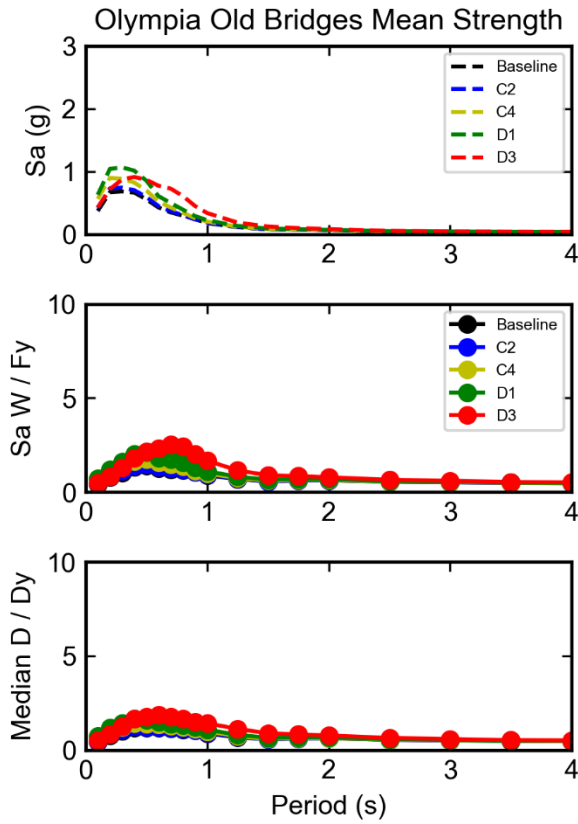 Olympia Old Bridges Mean Strength
3
2
1
0
Sa (g)
Baseline
C2
C4
D1
D3
0 1 2 3 4
10
5
0
Sa W / Fy
Baseline
C2
C4
D1
D3
0 1 2 3 4
10
5
0
Median D / Dy
0 1 2 3 4
Period (s)